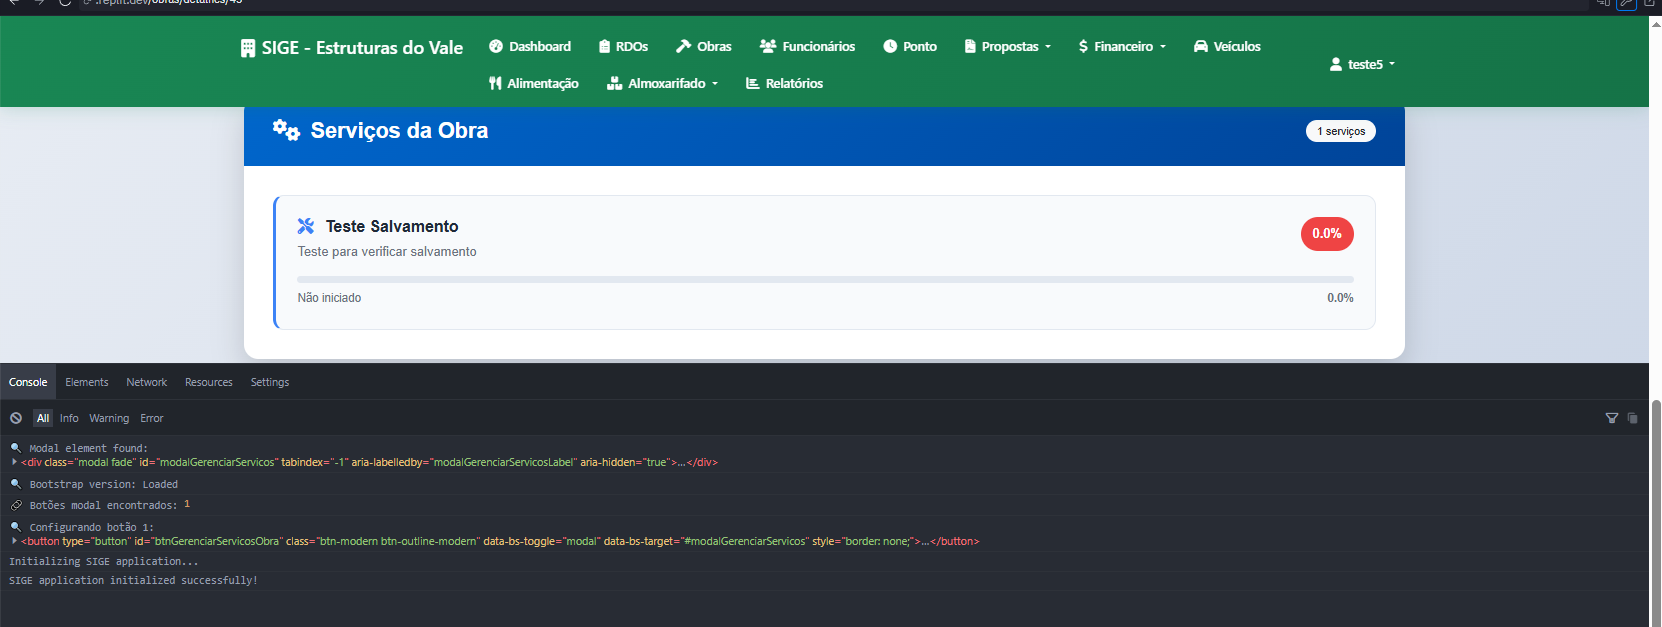 .replit.dev/obras/detalhes/45
SIGE - Estruturas do Vale
Dashboard
RDOs
Obras
Funcionários
Ponto
Propostas
Financeiro
Veículos
Alimentação
Almoxarifado
Relatórios
teste5
Serviços da Obra
1 serviços
Teste Salvamento
Teste para verificar salvamento
0.0%
Não iniciado
0.0%
Console
Elements
Network
Resources
Settings
All
Info
Warning
Error
Modal element found:
<div class="modal fade" id="modalGerenciarServicos" tabindex="-1" aria-labelledby="modalGerenciarServicosLabel" aria-hidden="true">...</div>
Bootstrap version: Loaded
Botões modal encontrados: 1
Configurando botão 1:
<button type="button" id="btnGerenciarServicosObra" class="btn-modern btn-outline-modern" data-bs-toggle="modal" data-bs-target="#modalGerenciarServicos" style="border: none;">...</button>
Initializing SIGE application...
SIGE application initialized successfully!